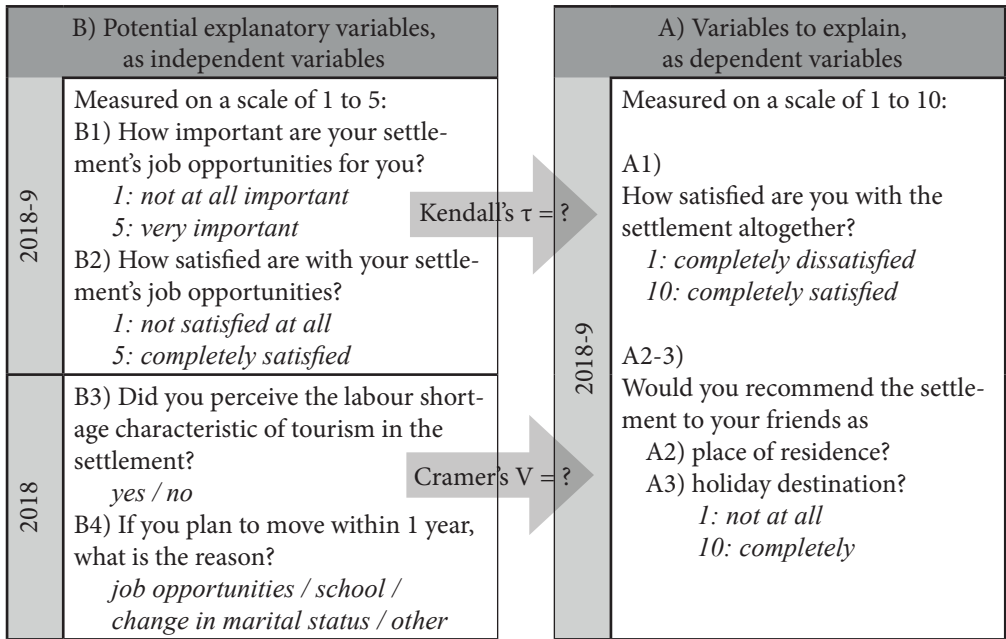 B) Potential explanatory variables,
as independent variables
2018-9
Measured on a scale of 1 to 5:
B1) How important are your settle-
ment's job opportunities for you?
1: not at all important
5: very important
B2) How satisfied are with your settle-
ment's job opportunities?
1: not satisfied at all
5: completely satisfied
2018
B3) Did you perceive the labour short-
age characteristic of tourism in the
settlement?
yes / no
B4) If you plan to move within 1 year,
what is the reason?
job opportunities / school /
change in marital status / other
Kendall's τ = ?
Cramer's V = ?
A) Variables to explain,
as dependent variables
2018-9
Measured on a scale of 1 to 10:
A1)
How satisfied are you with the
settlement altogether?
1: completely dissatisfied
10: completely satisfied
A2-3)
Would you recommend the settle-
ment to your friends as
A2) place of residence?
A3) holiday destination?
1: not at all
10: completely